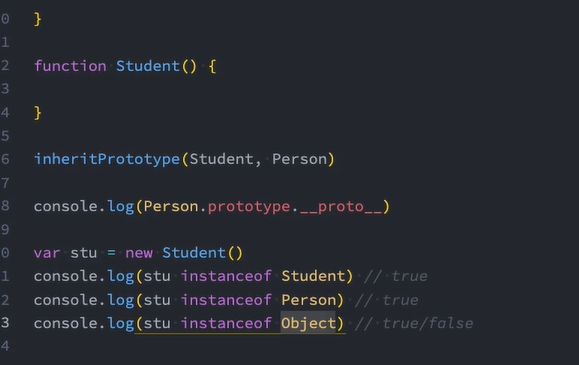 0 }
1
2 function Student() {
3
4 }
5
6 inheritPrototype(Student, Person)
7
8 console.log(Person.prototype.__proto__)
9
0 var stu = new Student()
1 console.log(stu instanceof Student) // true
2 console.log(stu instanceof Person) // true
3 console.log(stu instanceof Object) // true/false
4